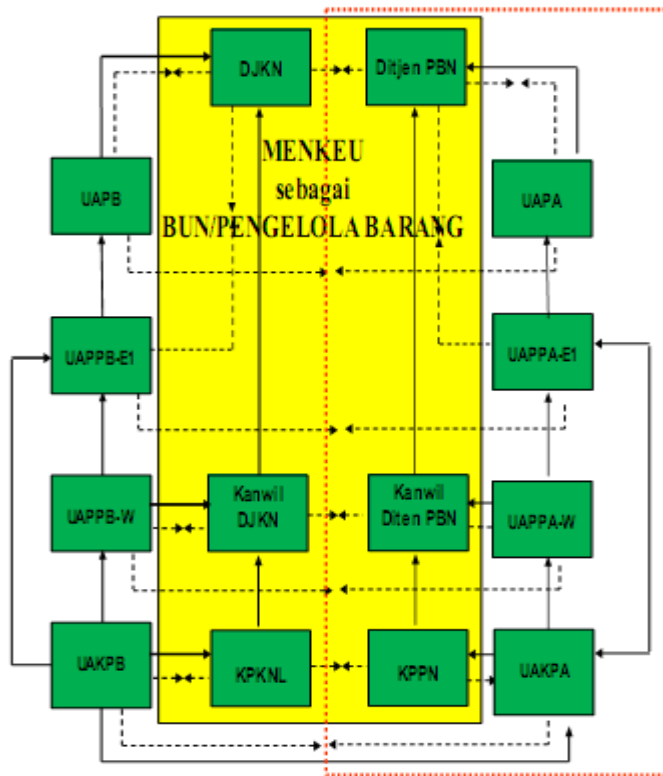 DJKN
Ditjen PBN
MENKEU
sebagai
BUN/PENGELOLA BARANG
UAPB
UAPA
UAPPB-E1
UAPPA-E1
UAPPB-W
Kanwil
DJKN
Kanwil
Diten PBN
UAPPA-W
UAKPB
KPKNL
KPPN
UAKPA